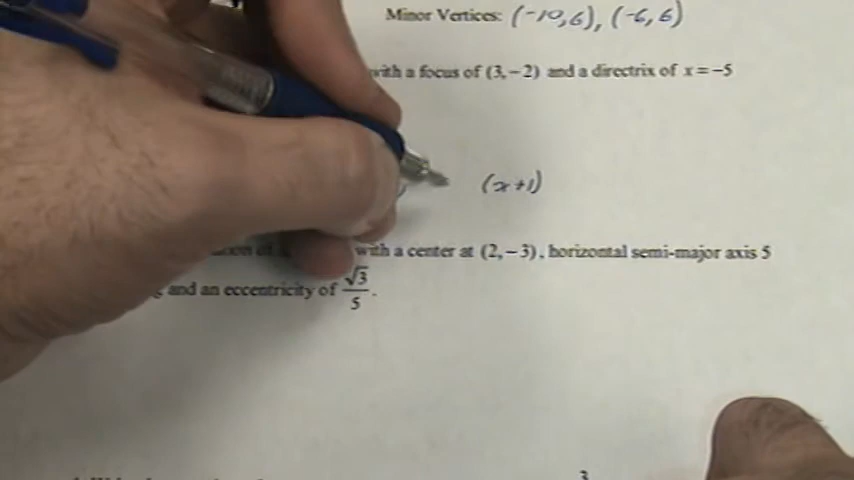 Minor Vertices: (-10,6), (-6,6)
with a focus of (3,−2) and a directrix of x=−5
(x+1)
with a center at (2,−3), horizontal semi-major axis 5
and an eccentricity of √3/5.
3